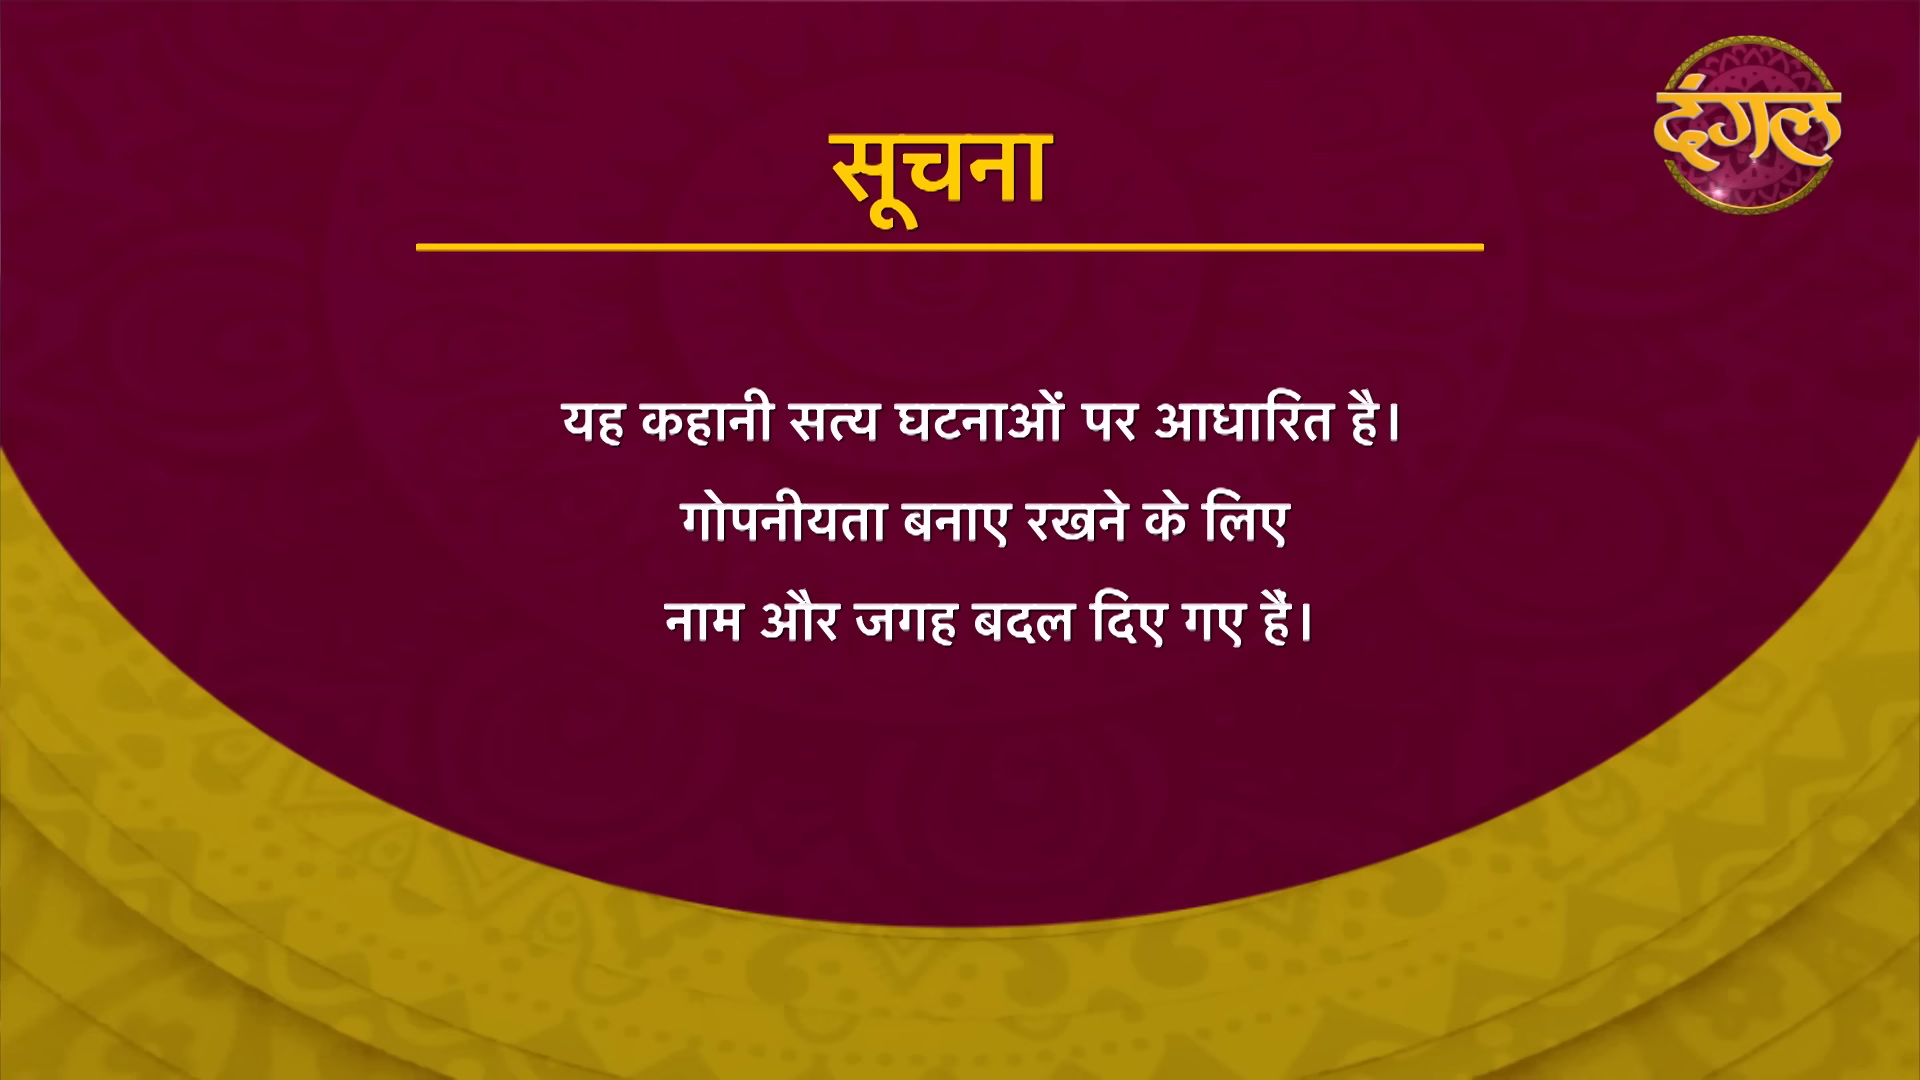 दंगल
सूचना
यह कहानी सत्य घटनाओं पर आधारित है।
गोपनीयता बनाए रखने के लिए
नाम और जगह बदल दिए गए हैं।